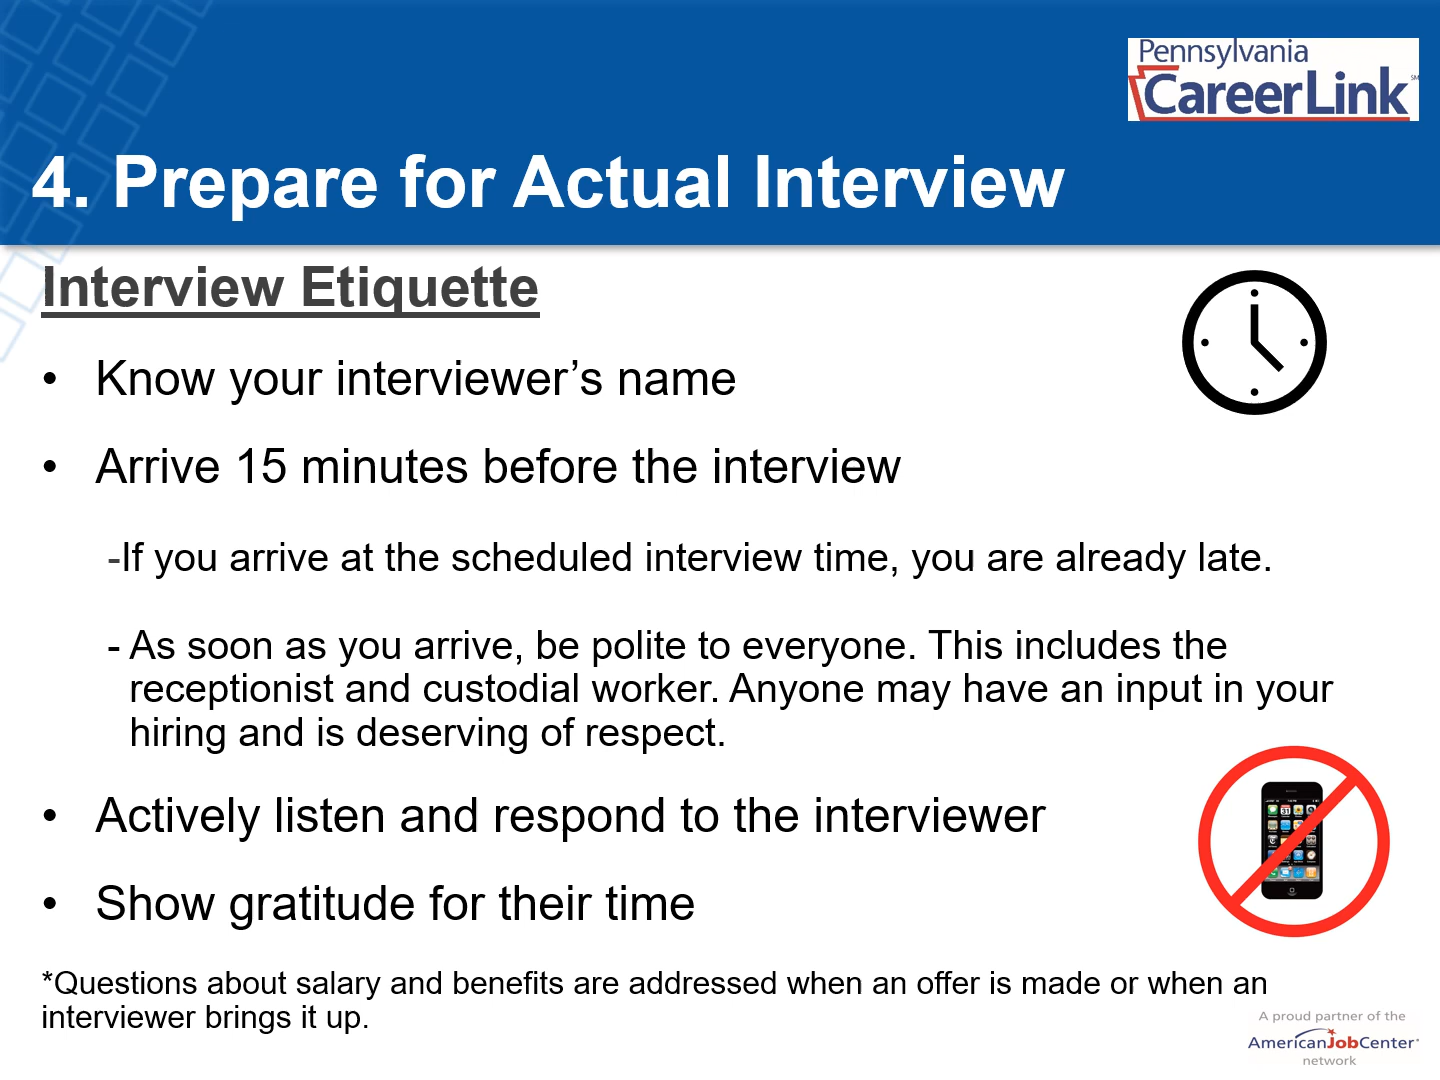 Pennsylvania
CareerLink SM
4. Prepare for Actual Interview
Interview Etiquette
• Know your interviewer’s name
• Arrive 15 minutes before the interview
-If you arrive at the scheduled interview time, you are already late.
- As soon as you arrive, be polite to everyone. This includes the
receptionist and custodial worker. Anyone may have an input in your
hiring and is deserving of respect.
• Actively listen and respond to the interviewer
• Show gratitude for their time
*Questions about salary and benefits are addressed when an offer is made or when an
interviewer brings it up.
A proud partner of the
AmericanJobCenter
network